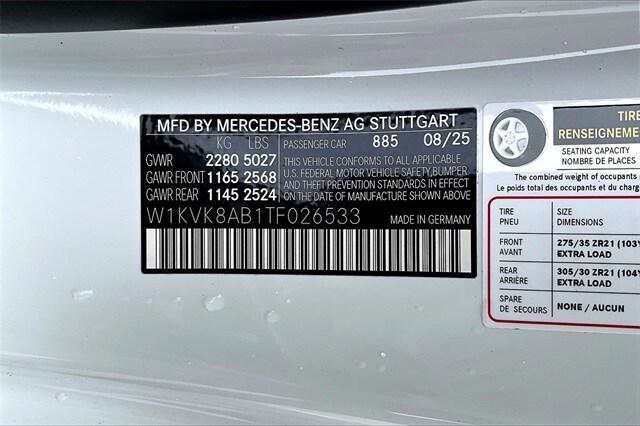 MFD BY MERCEDES-BENZ AG STUTTGART
KG LBS PASSENGER CAR 885 08/25
GWR 2280 5027
GAWR FRONT 1165 2568
GAWR REAR 1145 2524
THIS VEHICLE CONFORMS TO ALL APPLICABLE
U.S. FEDERAL MOTOR VEHICLE SAFETY, BUMPER
AND THEFT PREVENTION STANDARDS IN EFFECT
ON THE DATE OF MANUFACTURE SHOWN ABOVE
W1KVK8AB1TF026533 MADE IN GERMANY
TIRE
RENSEIGNEME
SEATING CAPACITY
NOMBRE DE PLACES
The combined weight of occupants
Le poids total des occupants et du char
TIRE SIZE
PNEU DIMENSIONS
FRONT 275/35 ZR21 (103Y
AVANT EXTRA LOAD
REAR 305/30 ZR21 (104Y
ARRIÈRE EXTRA LOAD
SPARE NONE / AUCUN
DE SECOURS